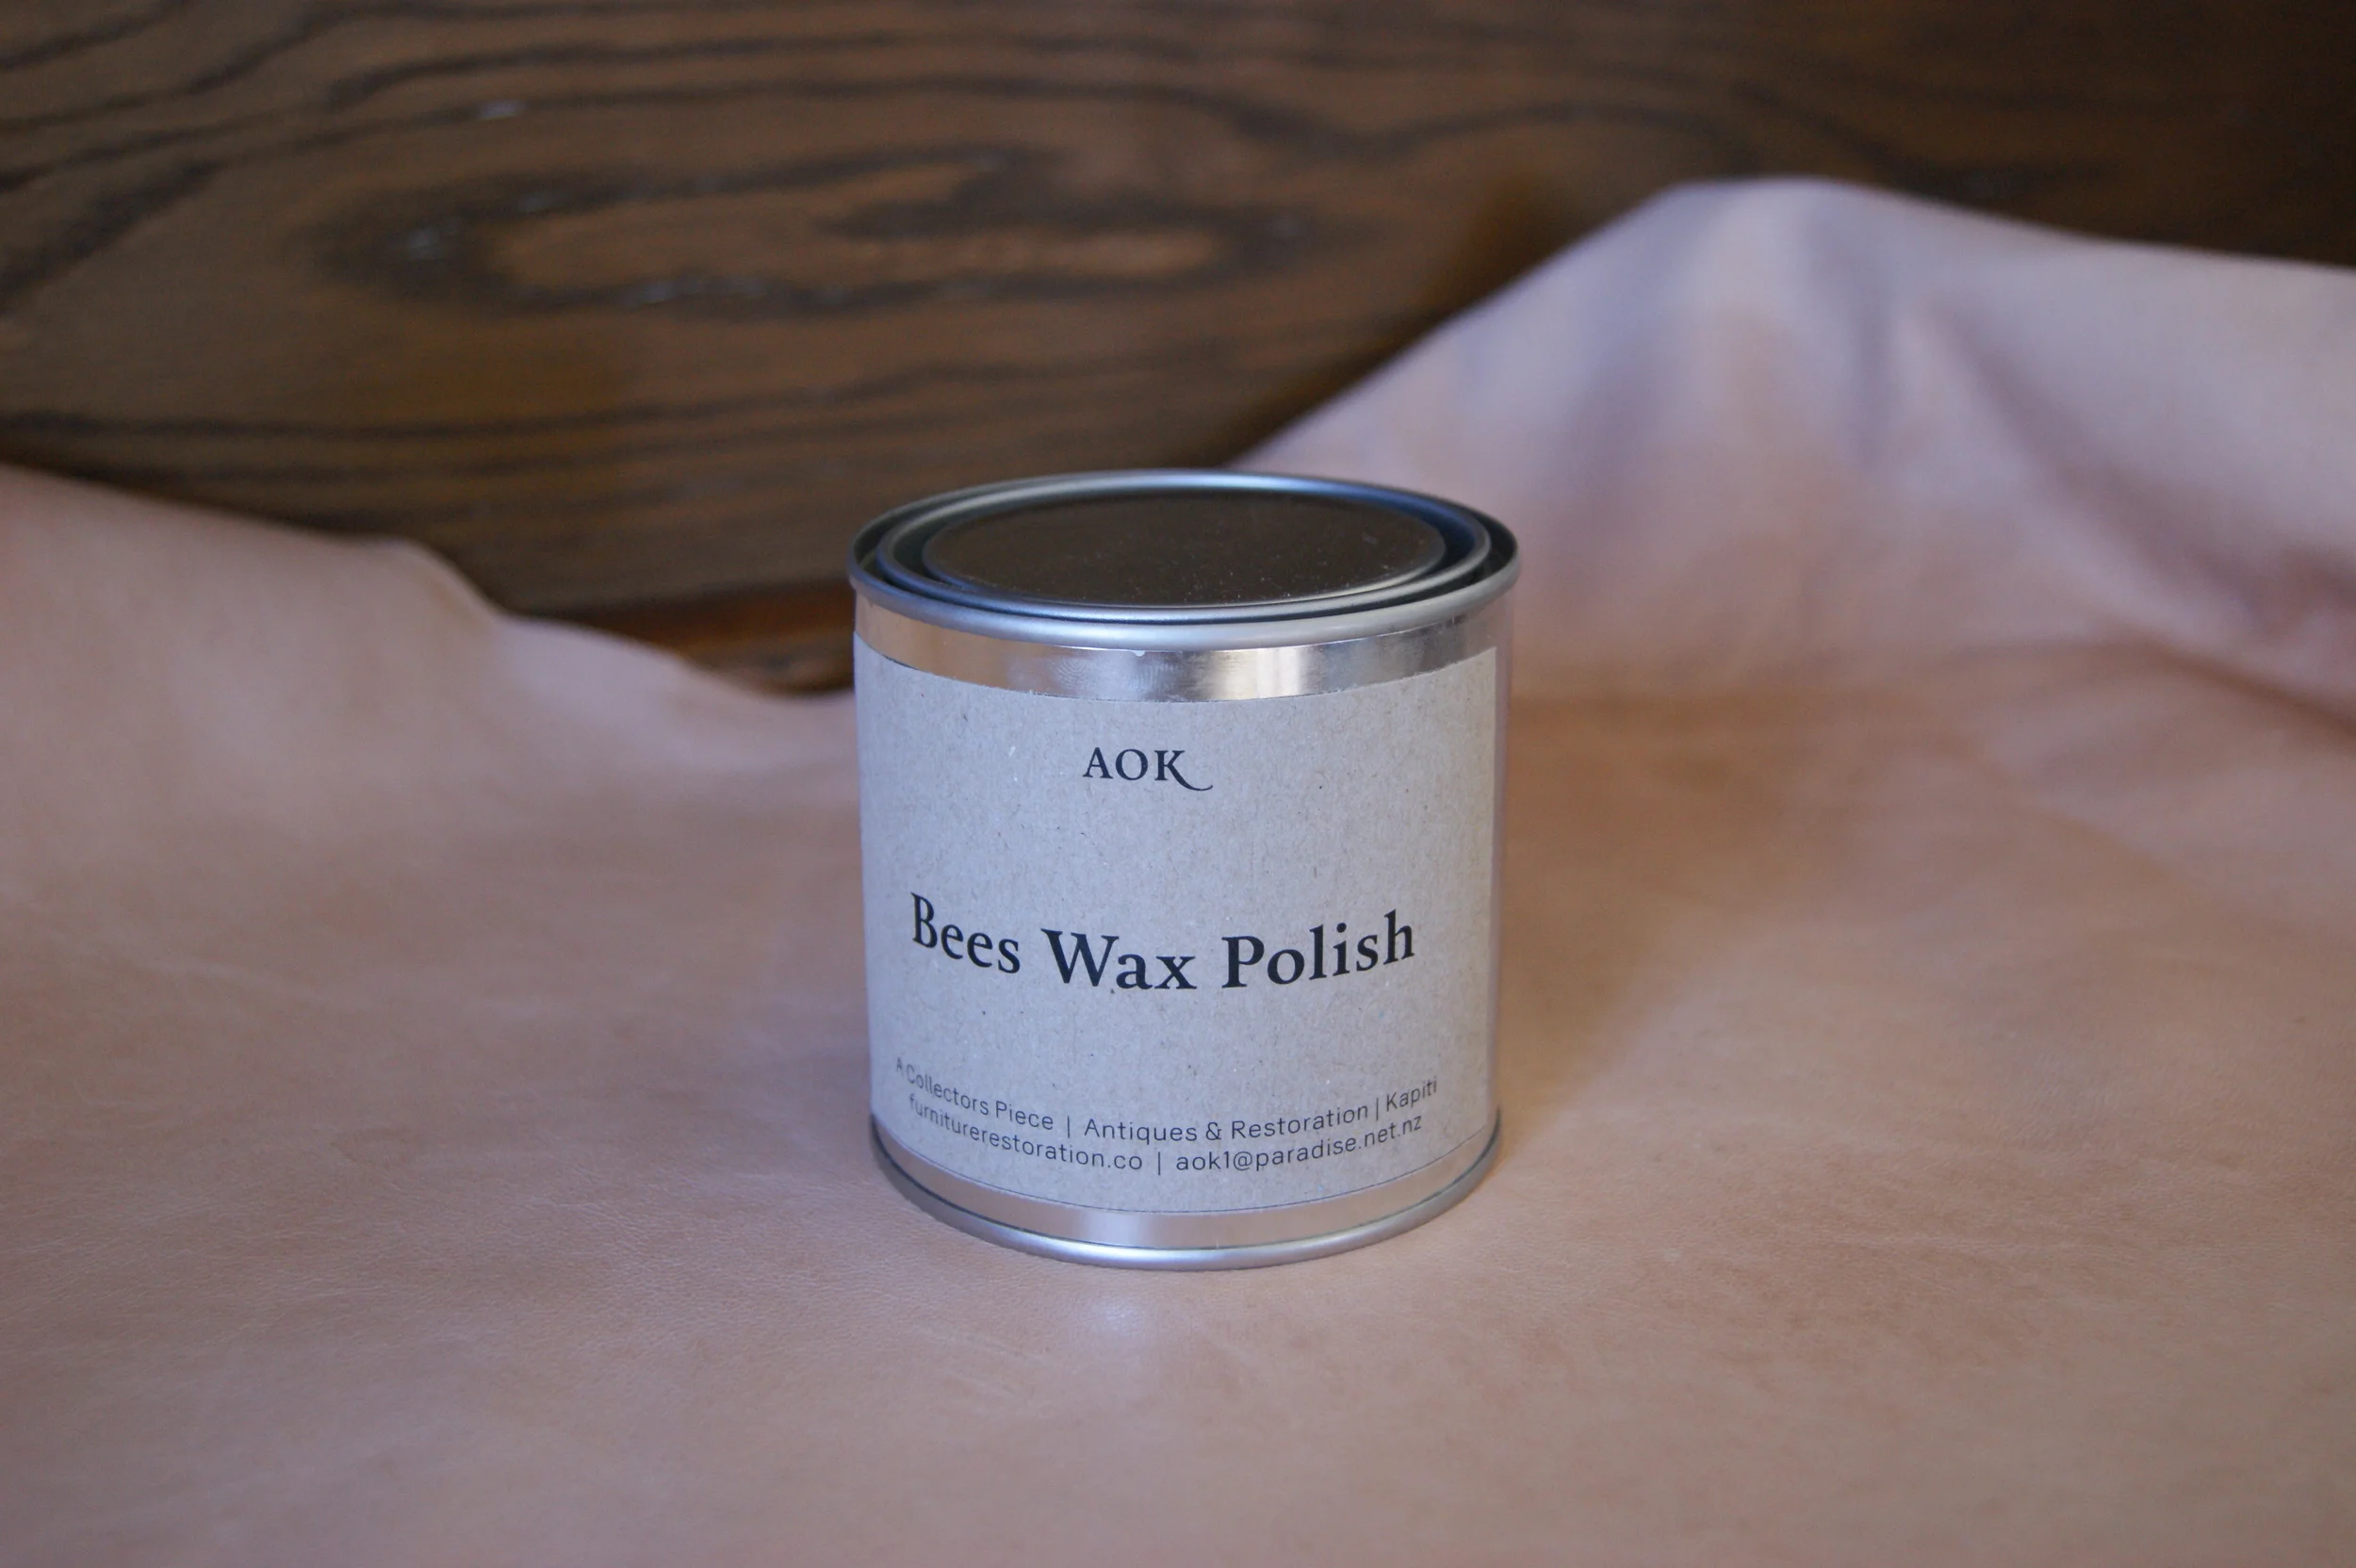 AOK
Bees Wax Polish
A Collectors Piece | Antiques & Restoration | Kapiti
furniturerestoration.co | aok1@paradise.net.nz